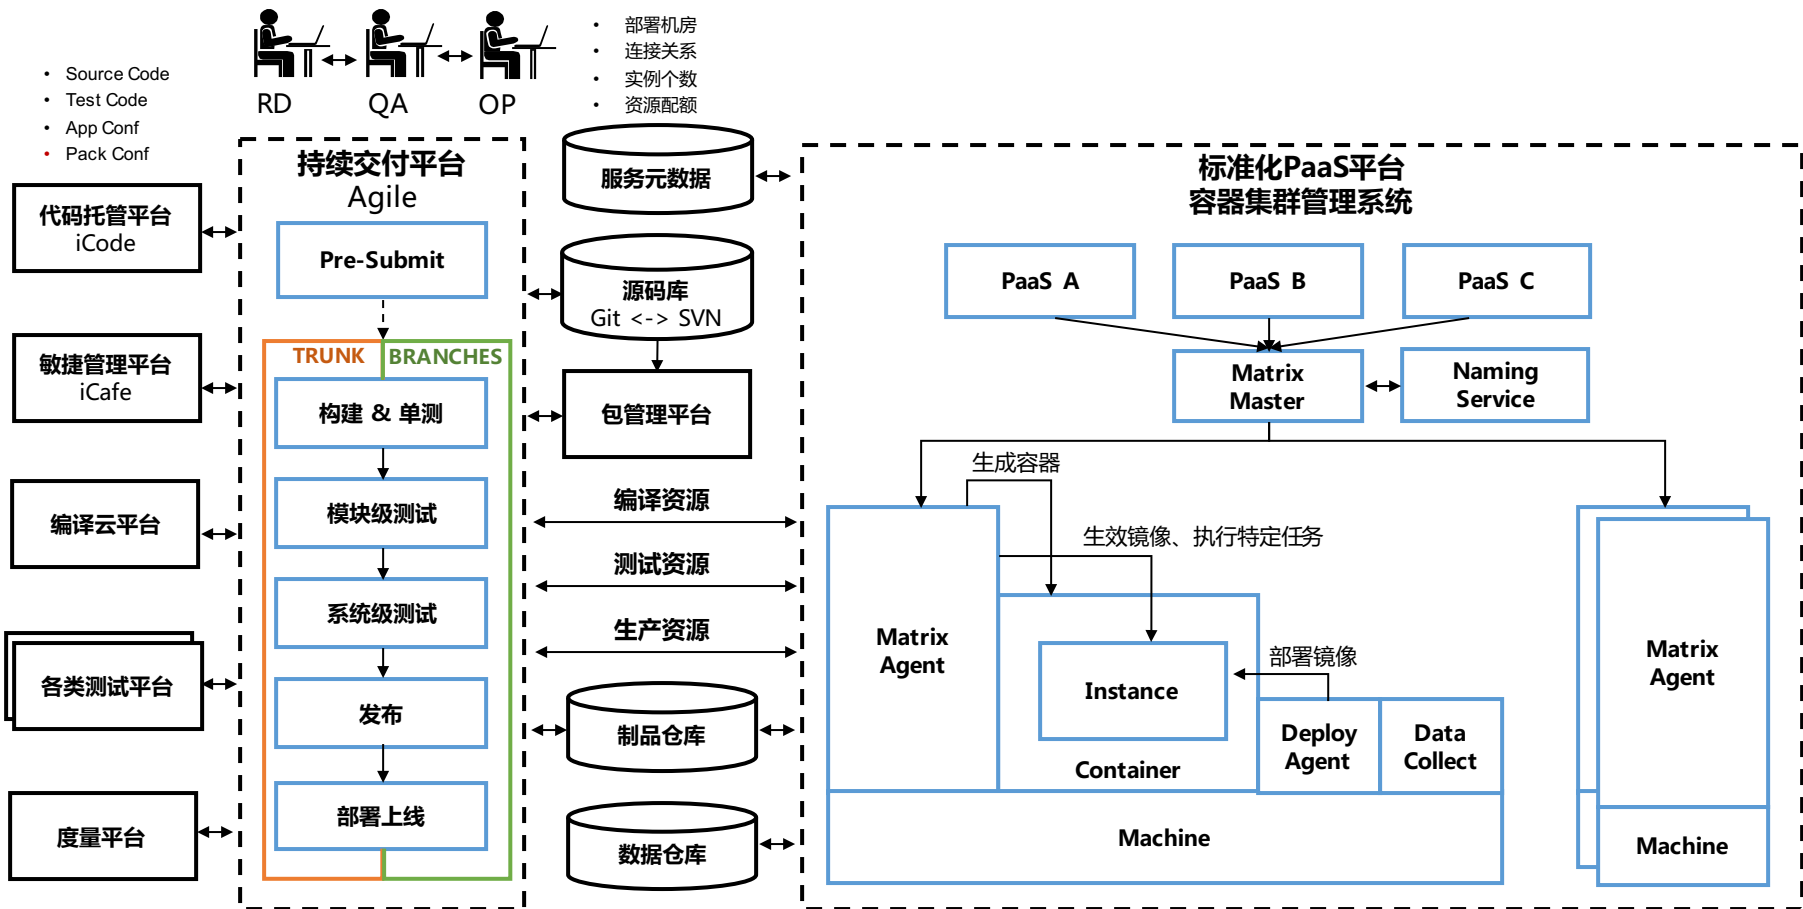 RD
QA
OP
• 部署机房
• 连接关系
• 实例个数
• 资源配额
• Source Code
• Test Code
• App Conf
• Pack Conf
代码托管平台
iCode
敏捷管理平台
iCafe
编译云平台
各类测试平台
度量平台
持续交付平台
Agile
Pre-Submit
TRUNK
BRANCHES
构建 & 单测
模块级测试
系统级测试
发布
部署上线
服务元数据
源码库
Git <-> SVN
包管理平台
编译资源
测试资源
生产资源
制品仓库
数据仓库
标准化PaaS平台
容器集群管理系统
PaaS A
PaaS B
PaaS C
Matrix
Master
Naming
Service
生成容器
生效镜像、执行特定任务
Matrix
Agent
部署镜像
Instance
Container
Deploy
Agent
Data
Collect
Machine
Matrix
Agent
Machine